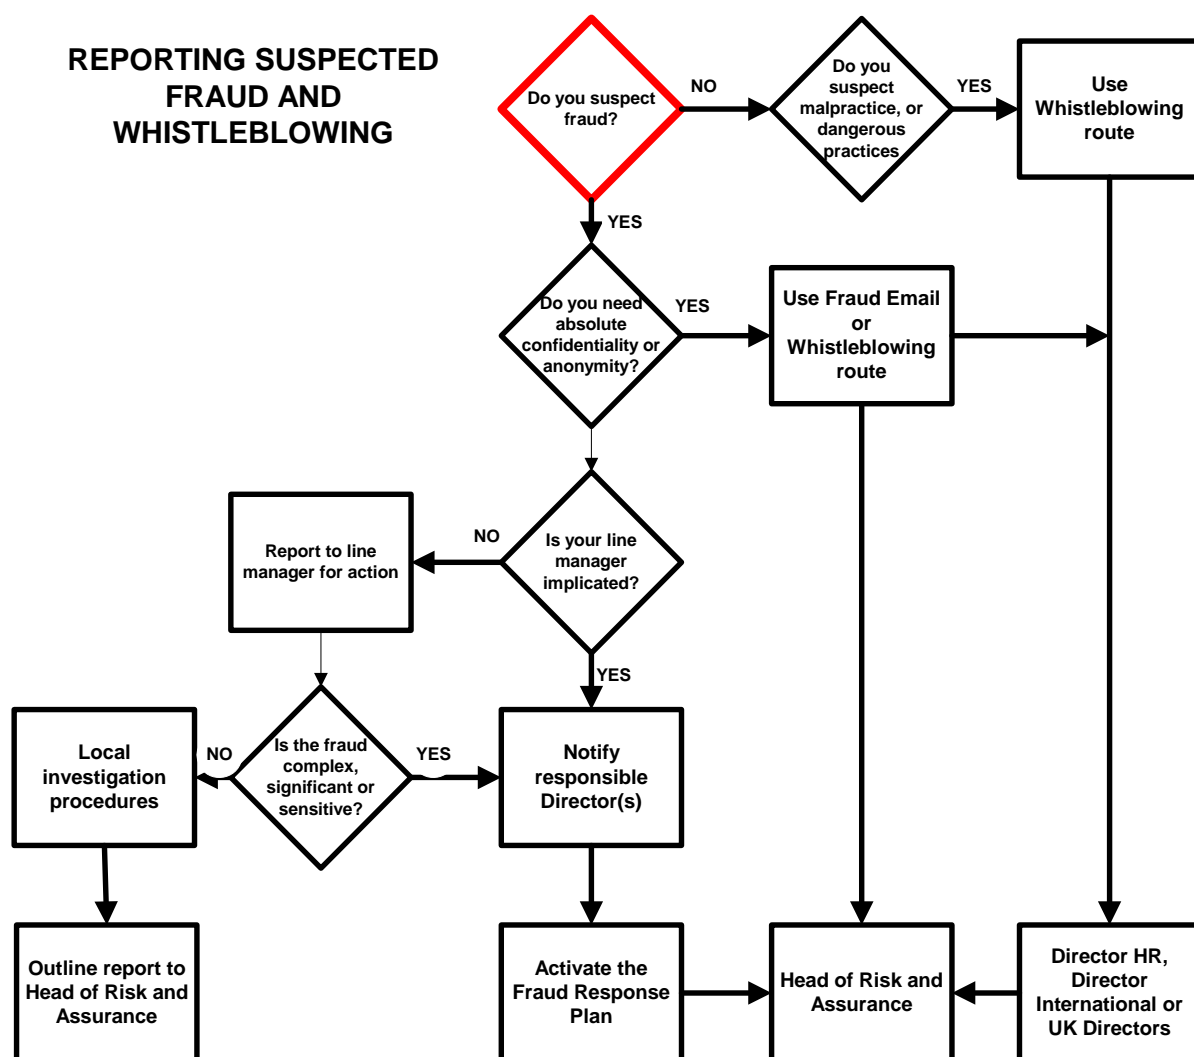 REPORTING SUSPECTED
FRAUD AND
WHISTLEBLOWING
Do you suspect
fraud?
NO
Do you
suspect
malpractice, or
dangerous
practices
YES
Use
Whistleblowing
route
YES
Do you need
absolute
confidentiality or
anonymity?
YES
Use Fraud Email
or
Whistleblowing
route
Is your line
manager
implicated?
NO
Report to line
manager for action
YES
Is the fraud
complex,
significant or
sensitive?
NO
Local
investigation
procedures
YES
Notify
responsible
Director(s)
Outline report to
Head of Risk and
Assurance
Activate the
Fraud Response
Plan
Head of Risk and
Assurance
Director HR,
Director
International or
UK Directors